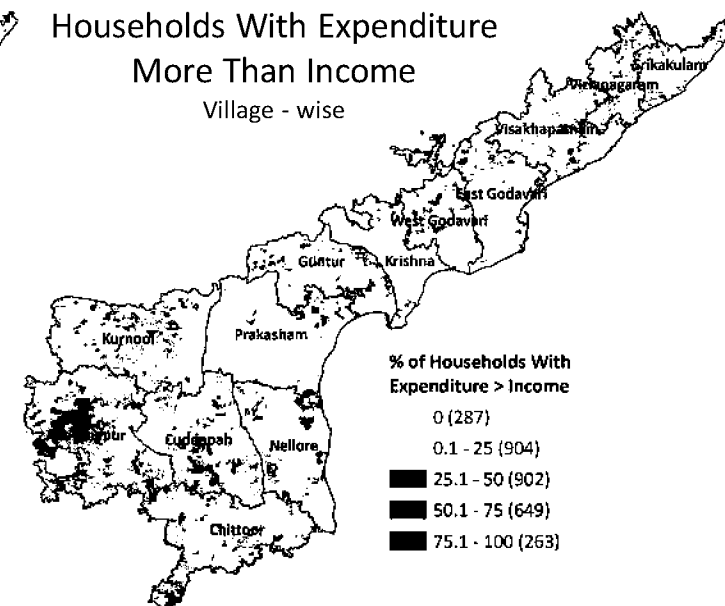 Households With Expenditure
More Than Income
Village - wise
Srikakulam
Vizianagaram
Visakhapatnam
East Godavari
West Godavari
Guntur
Krishna
Kurnool
Prakasham
Cuddapah
Nellore
Chittoor
% of Households With
Expenditure > Income
0 (287)
0.1 - 25 (904)
25.1 - 50 (902)
50.1 - 75 (649)
75.1 - 100 (263)